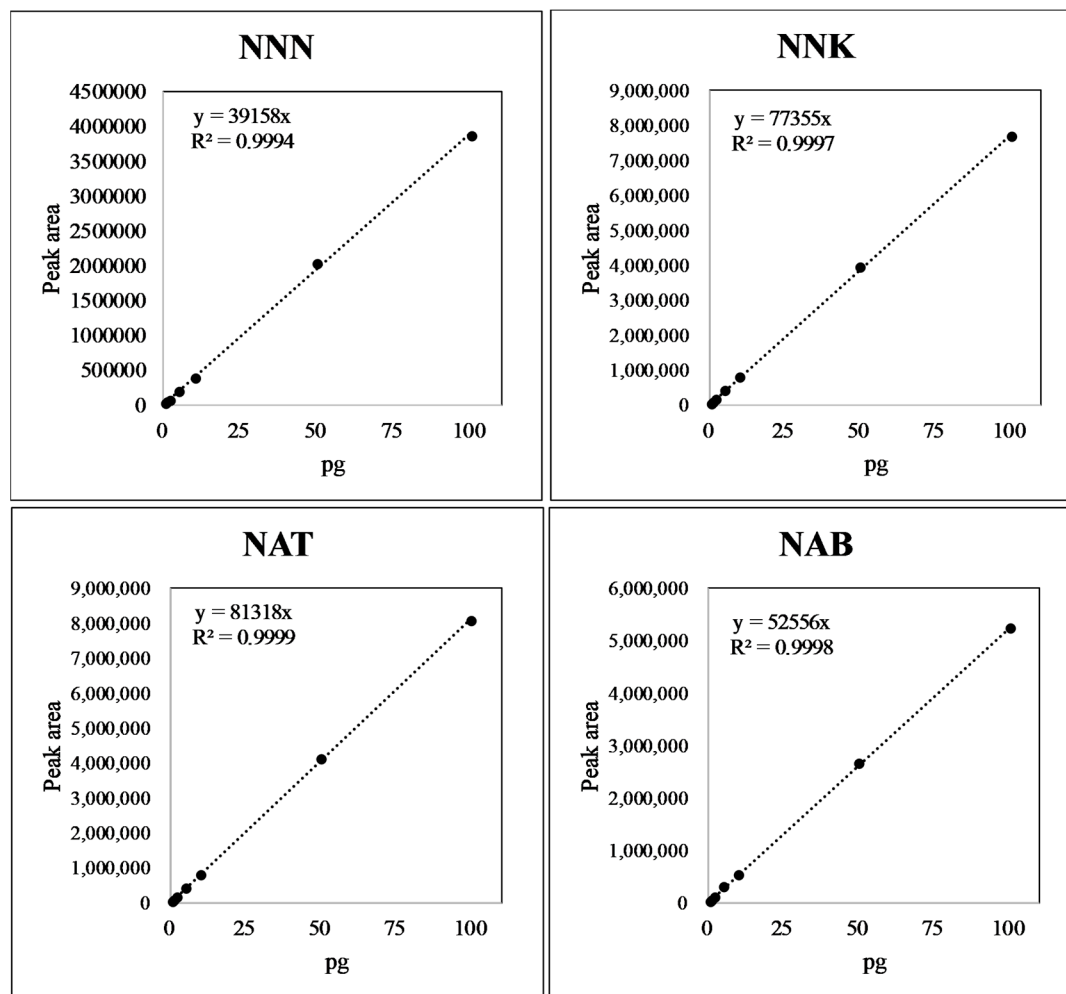 NNN
y = 39158x
R² = 0.9994
4500000
4000000
3500000
3000000
2500000
2000000
1500000
1000000
500000
0
Peak area
0 25 50 75 100
pg
NNK
y = 77355x
R² = 0.9997
9,000,000
8,000,000
7,000,000
6,000,000
5,000,000
4,000,000
3,000,000
2,000,000
1,000,000
0
Peak area
0 25 50 75 100
pg
NAT
y = 81318x
R² = 0.9999
9,000,000
8,000,000
7,000,000
6,000,000
5,000,000
4,000,000
3,000,000
2,000,000
1,000,000
0
Peak area
0 25 50 75 100
pg
NAB
y = 52556x
R² = 0.9998
6,000,000
5,000,000
4,000,000
3,000,000
2,000,000
1,000,000
0
Peak area
0 25 50 75 100
pg